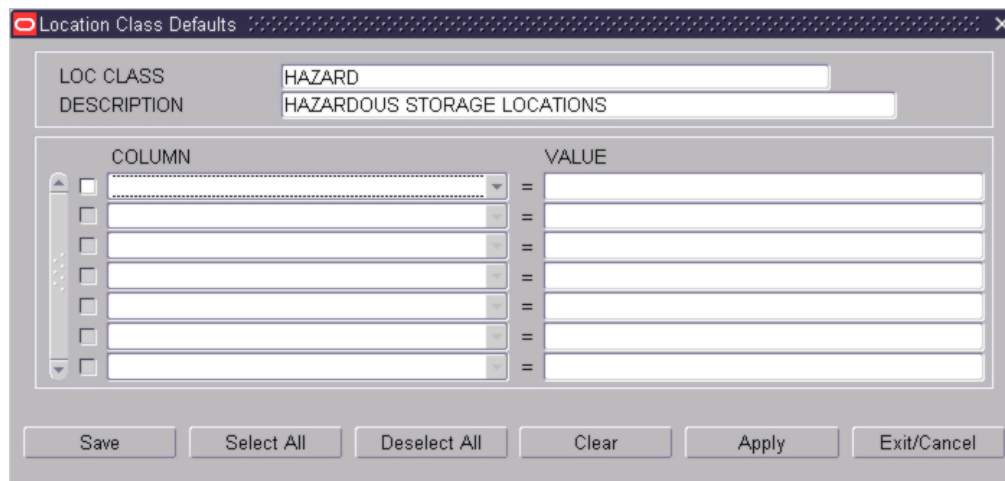 Location Class Defaults
LOC CLASS HAZARD
DESCRIPTION HAZARDOUS STORAGE LOCATIONS
COLUMN VALUE
=
=
=
=
=
=
=
Save Select All Deselect All Clear Apply Exit/Cancel